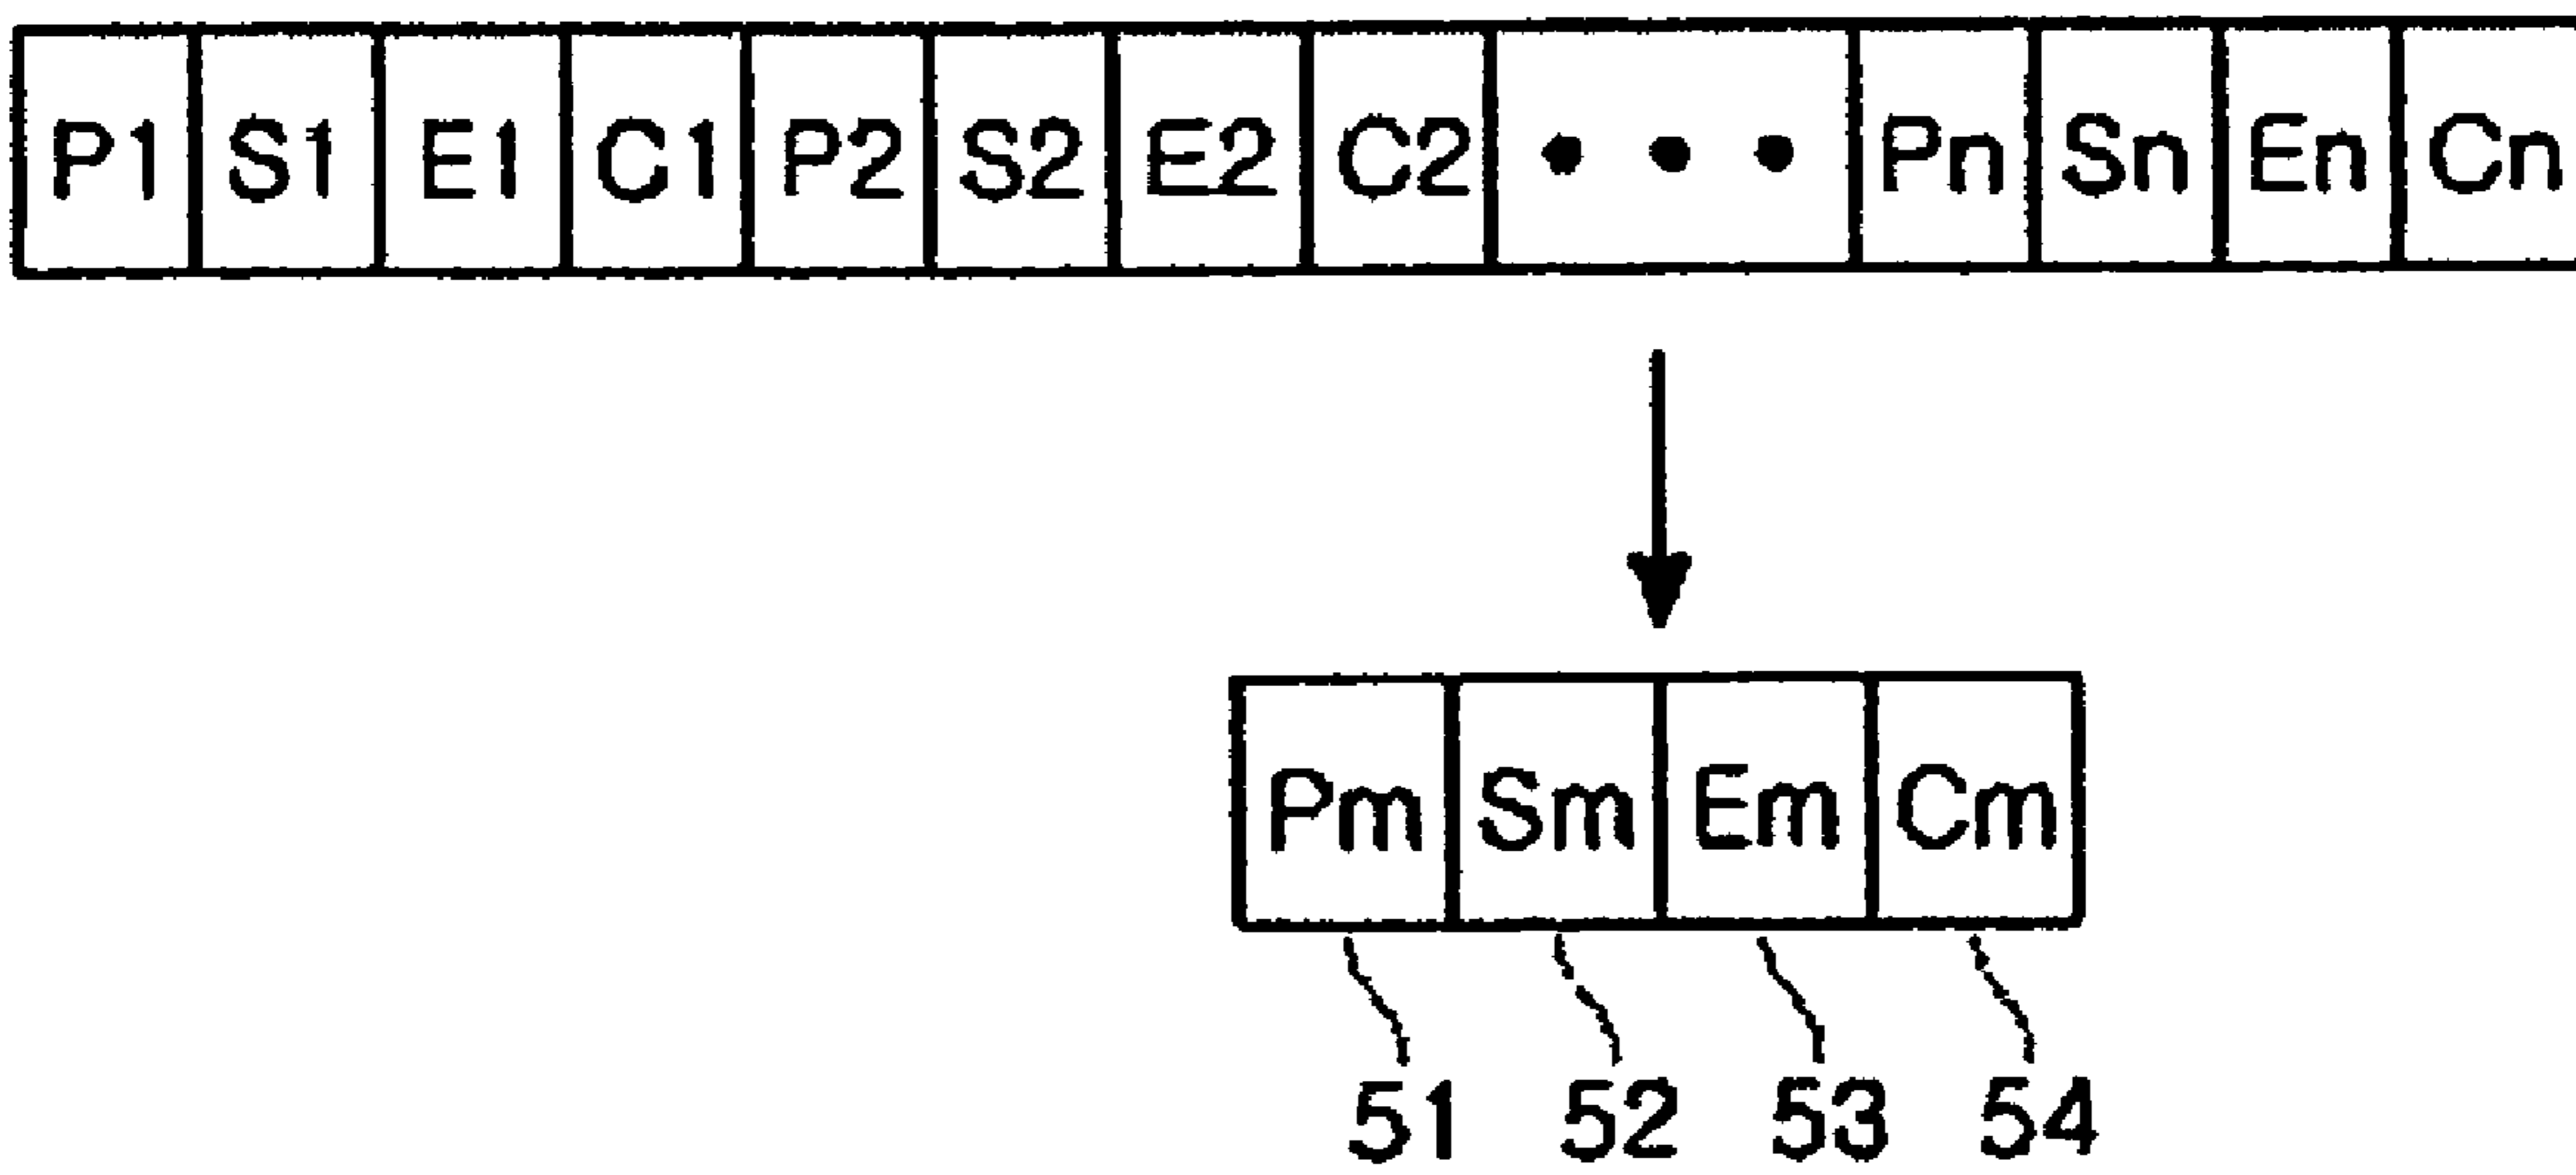 P1 S1 E1 C1 P2 S2 E2 C2 • • • Pn Sn En Cn
Pm Sm Em Cm
51 52 53 54